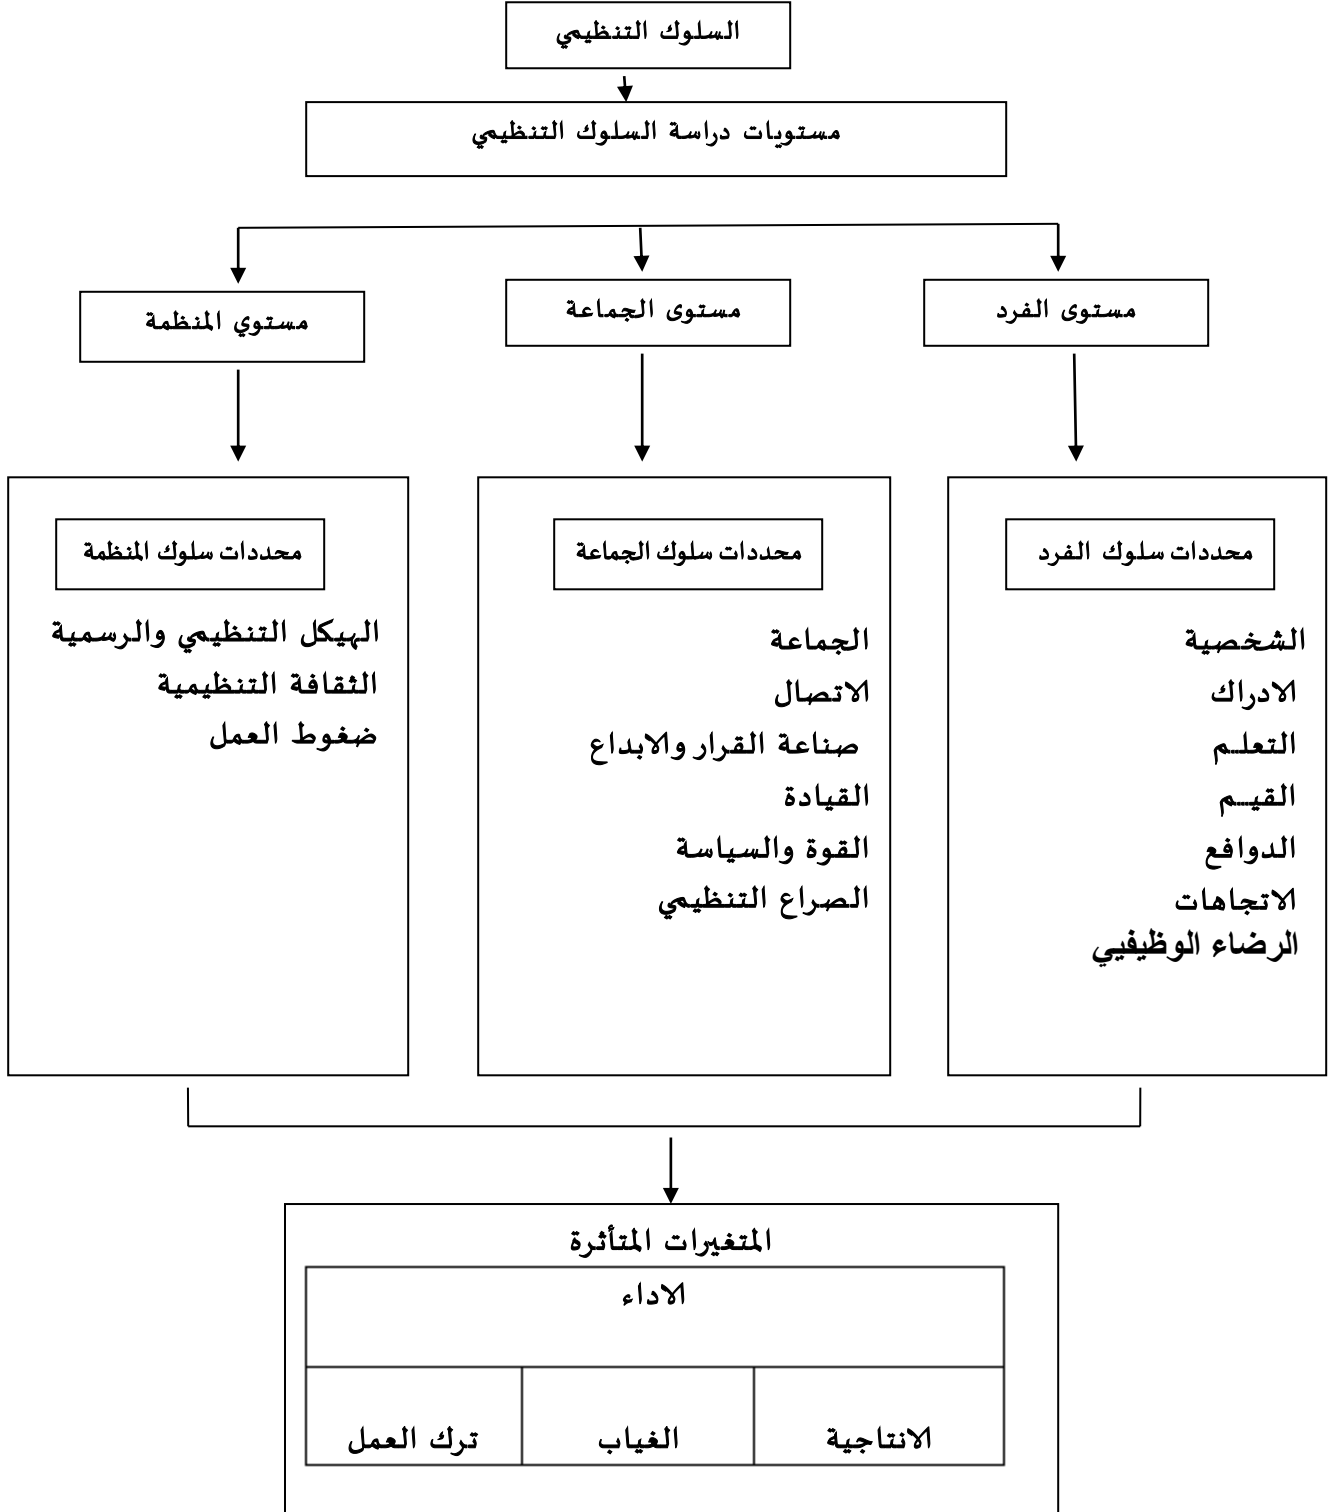 السلوك التنظيمي
مستويات دراسة السلوك التنظيمي
مستوى الفرد
مستوى الجماعة
مستوي المنظمة
محددات سلوك الفرد
الشخصية
الادراك
التعلـم
القيـم
الدوافع
الاتجاهات
الرضاء الوظيفيي
محددات سلوك الجماعة
الجماعة
الاتصال
صناعة القرار والابداع
القيادة
القوة والسياسة
الصراع التنظيمي
محددات سلوك المنظمة
الهيكل التنظيمي والرسمية
الثقافة التنظيمية
ضغوط العمل
المتغيرات المتأثرة
الاداء
الانتاجية
الغياب
ترك العمل